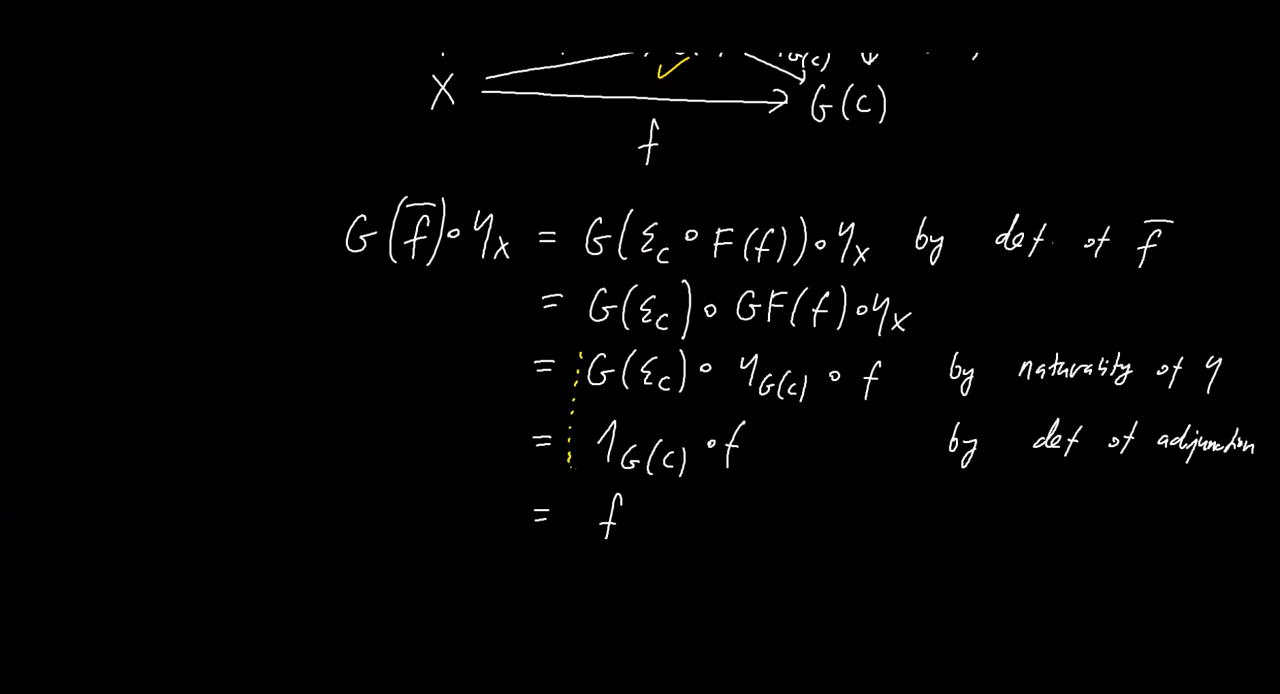 X G(C)
f
G(f̅)∘η_X = G(ε_C ∘ F(f))∘η_X by def. of f̅
= G(ε_C)∘ GF(f)∘η_X
= G(ε_C)∘ η_G(C) ∘ f by naturality of η
= 1_G(C) ∘f by def of adjunction
= f